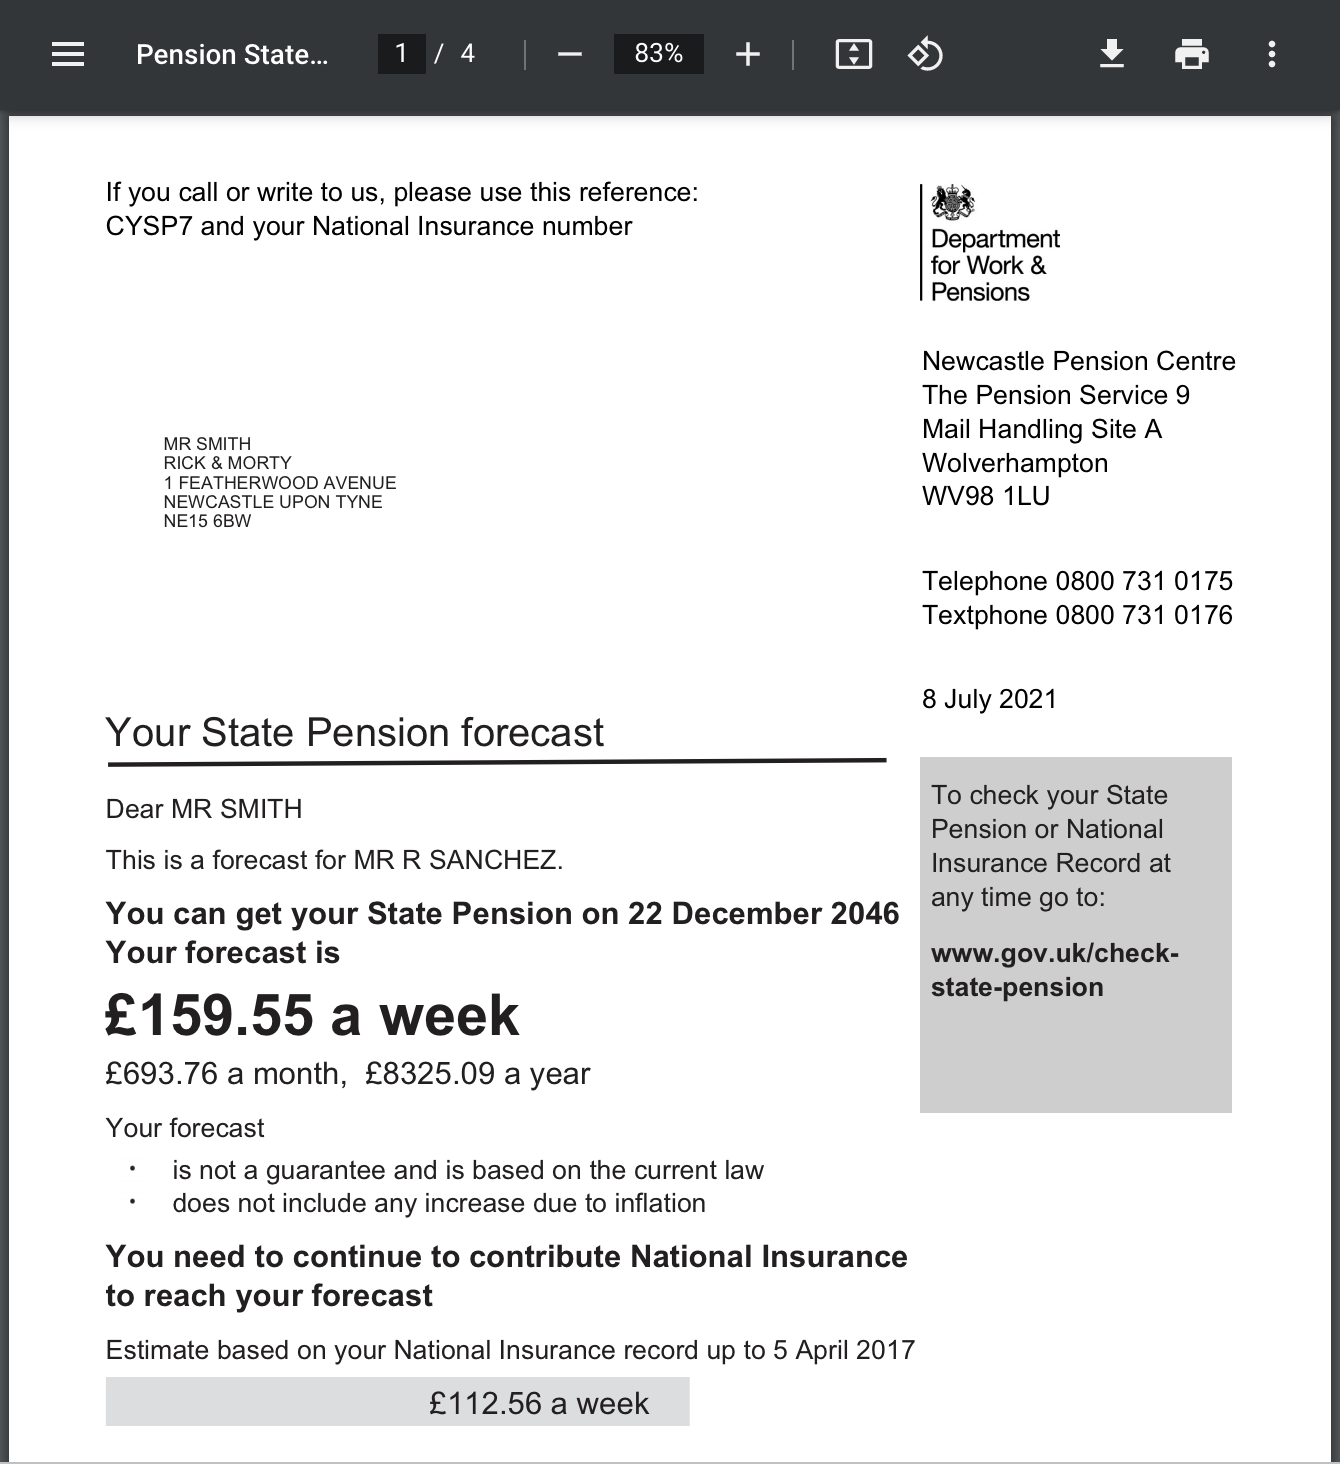 Pension State...
1 / 4
83%
If you call or write to us, please use this reference:
CYSP7 and your National Insurance number
Department
for Work &
Pensions
Newcastle Pension Centre
The Pension Service 9
Mail Handling Site A
Wolverhampton
WV98 1LU
MR SMITH
RICK & MORTY
1 FEATHERWOOD AVENUE
NEWCASTLE UPON TYNE
NE15 6BW
Telephone 0800 731 0175
Textphone 0800 731 0176
8 July 2021
Your State Pension forecast
Dear MR SMITH
This is a forecast for MR R SANCHEZ.
You can get your State Pension on 22 December 2046
Your forecast is
£159.55 a week
£693.76 a month, £8325.09 a year
Your forecast
· is not a guarantee and is based on the current law
· does not include any increase due to inflation
You need to continue to contribute National Insurance
to reach your forecast
Estimate based on your National Insurance record up to 5 April 2017
£112.56 a week
To check your State
Pension or National
Insurance Record at
any time go to:
www.gov.uk/check-
state-pension